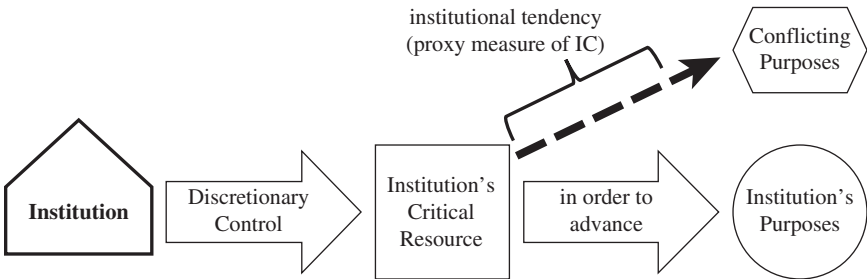 institutional tendency
(proxy measure of IC)
Conflicting
Purposes
Institution
Discretionary
Control
Institution’s
Critical
Resource
in order to
advance
Institution’s
Purposes